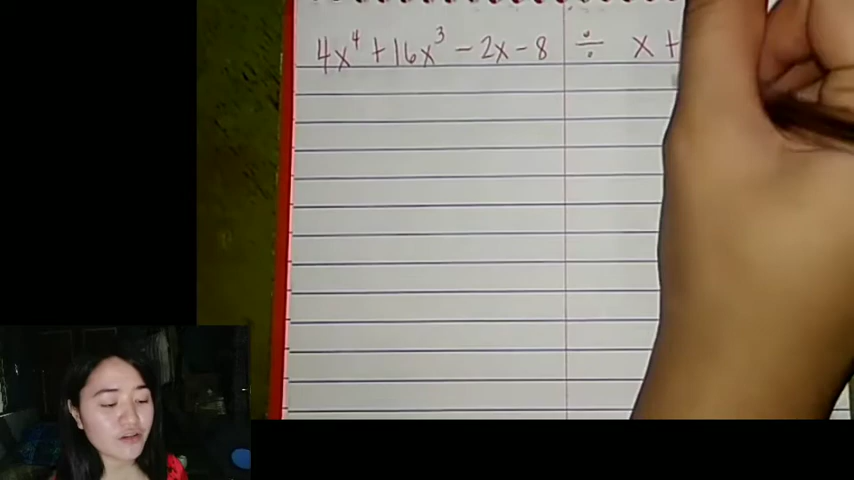 4x⁴ + 16x³ - 2x - 8 ÷ x +